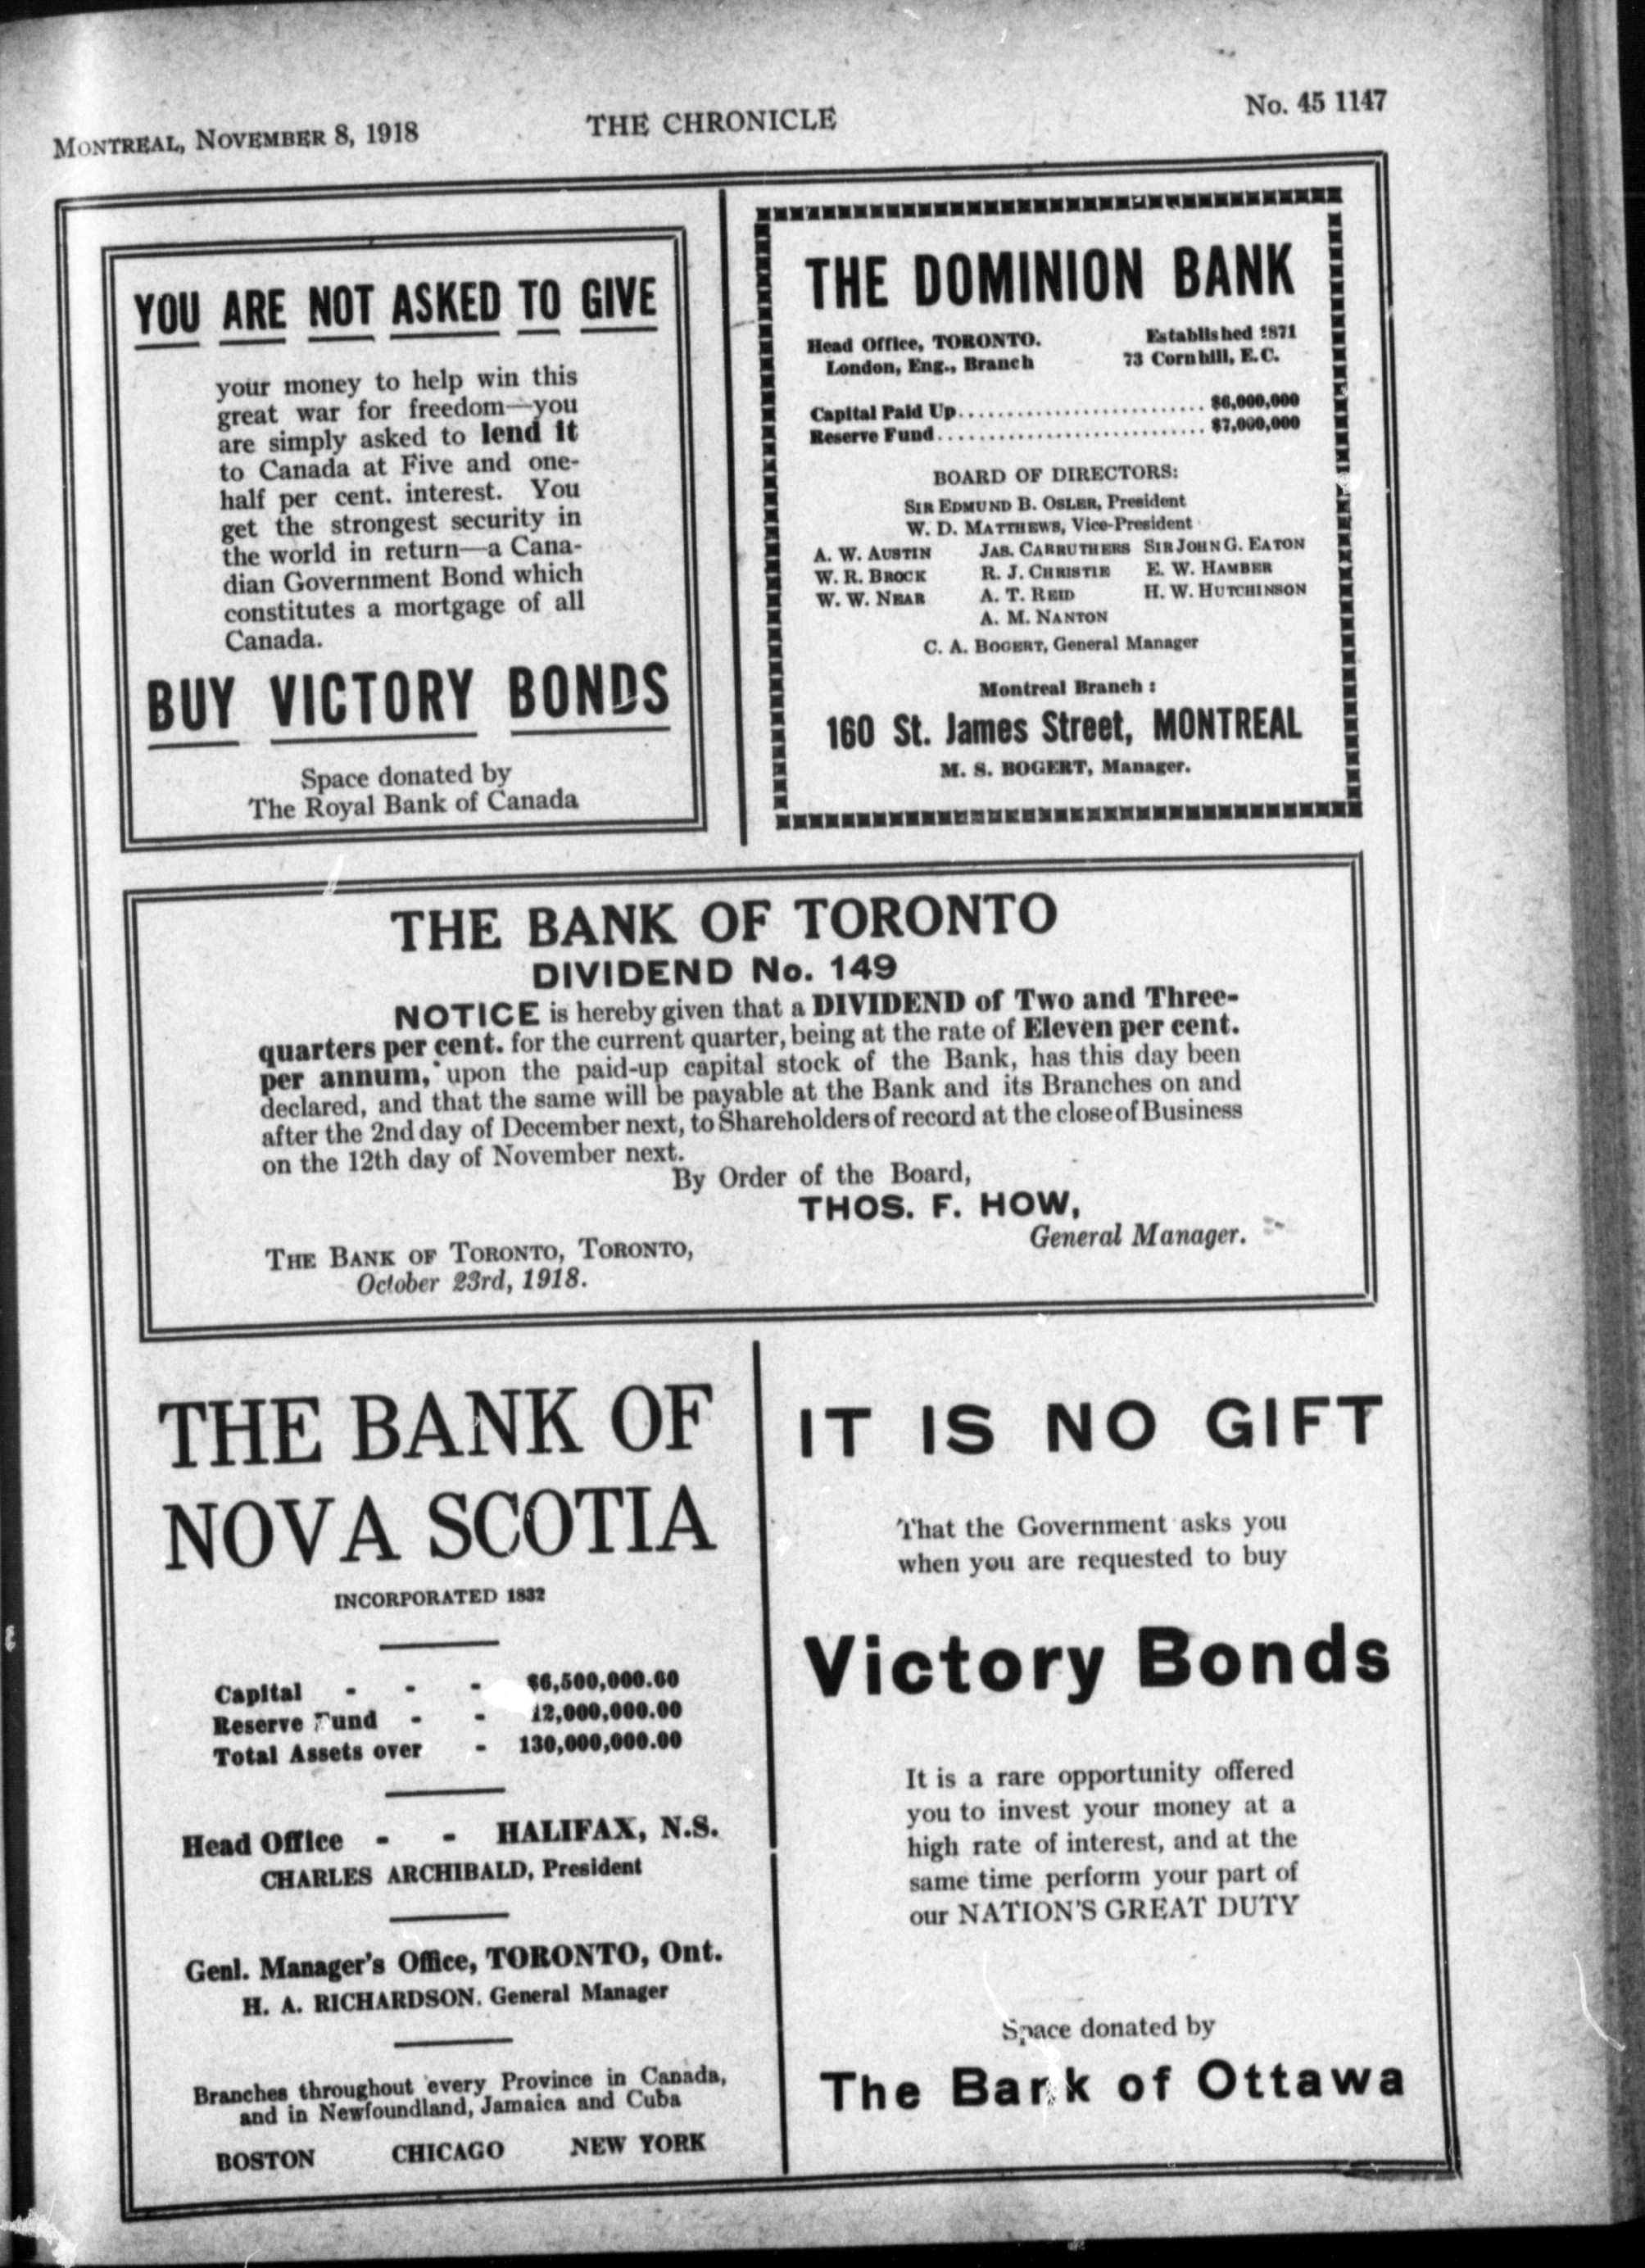 MONTREAL, NOVEMBER 8, 1918 THE CHRONICLE No. 45 1147
YOU ARE NOT ASKED TO GIVE
your money to help win this
great war for freedom—you
are simply asked to lend it
to Canada at Five and one-
half per cent. interest. You
get the strongest security in
the world in return—a Cana-
dian Government Bond which
constitutes a mortgage of all
Canada.
BUY VICTORY BONDS
Space donated by
The Royal Bank of Canada
THE DOMINION BANK
Head Office, TORONTO. Established 1871
London, Eng., Branch 73 Cornhill, E.C.
Capital Paid Up........................... $6,000,000
Reserve Fund............................. $7,000,000
BOARD OF DIRECTORS:
SIR EDMUND B. OSLER, President
W. D. MATTHEWS, Vice-President
A. W. AUSTIN JAS. CARRUTHERS SIR JOHN G. EATON
W. R. BROCK R. J. CHRISTIE E. W. HAMBER
W. W. NEAR A. T. REID H. W. HUTCHINSON
A. M. NANTON
C. A. BOGERT, General Manager
Montreal Branch :
160 St. James Street, MONTREAL
M. S. BOGERT, Manager.
THE BANK OF TORONTO
DIVIDEND No. 149
NOTICE is hereby given that a DIVIDEND of Two and Three-
quarters per cent. for the current quarter, being at the rate of Eleven per cent.
per annum, upon the paid-up capital stock of the Bank, has this day been
declared, and that the same will be payable at the Bank and its Branches on and
after the 2nd day of December next, to Shareholders of record at the close of Business
on the 12th day of November next.
By Order of the Board,
THOS. F. HOW,
General Manager.
THE BANK OF TORONTO, TORONTO,
October 23rd, 1918.
THE BANK OF
NOVA SCOTIA
INCORPORATED 1832
Capital - - - $6,500,000.00
Reserve Fund - - 12,000,000.00
Total Assets over - 130,000,000.00
Head Office - - HALIFAX, N.S.
CHARLES ARCHIBALD, President
Genl. Manager's Office, TORONTO, Ont.
H. A. RICHARDSON, General Manager
Branches throughout every Province in Canada,
and in Newfoundland, Jamaica and Cuba
BOSTON CHICAGO NEW YORK
IT IS NO GIFT
That the Government asks you
when you are requested to buy
Victory Bonds
It is a rare opportunity offered
you to invest your money at a
high rate of interest, and at the
same time perform your part of
our NATION'S GREAT DUTY
Space donated by
The Bank of Ottawa